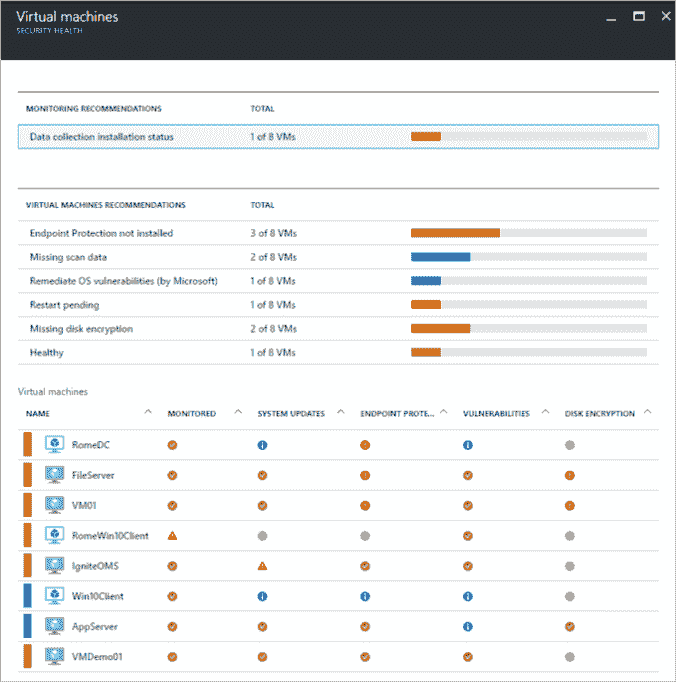 Virtual machines
SECURITY HEALTH
MONITORING RECOMMENDATIONS TOTAL
Data collection installation status 1 of 8 VMs
VIRTUAL MACHINES RECOMMENDATIONS TOTAL
Endpoint Protection not installed 3 of 8 VMs
Missing scan data 2 of 8 VMs
Remediate OS vulnerabilities (by Microsoft) 1 of 8 VMs
Restart pending 1 of 8 VMs
Missing disk encryption 2 of 8 VMs
Healthy 1 of 8 VMs
Virtual machines
NAME MONITORED SYSTEM UPDATES ENDPOINT PROTE... VULNERABILITIES DISK ENCRYPTION
RomeDC
FileServer
VM01
RomeWin10Client
IgniteOMS
Win10Client
AppServer
VMDemo01